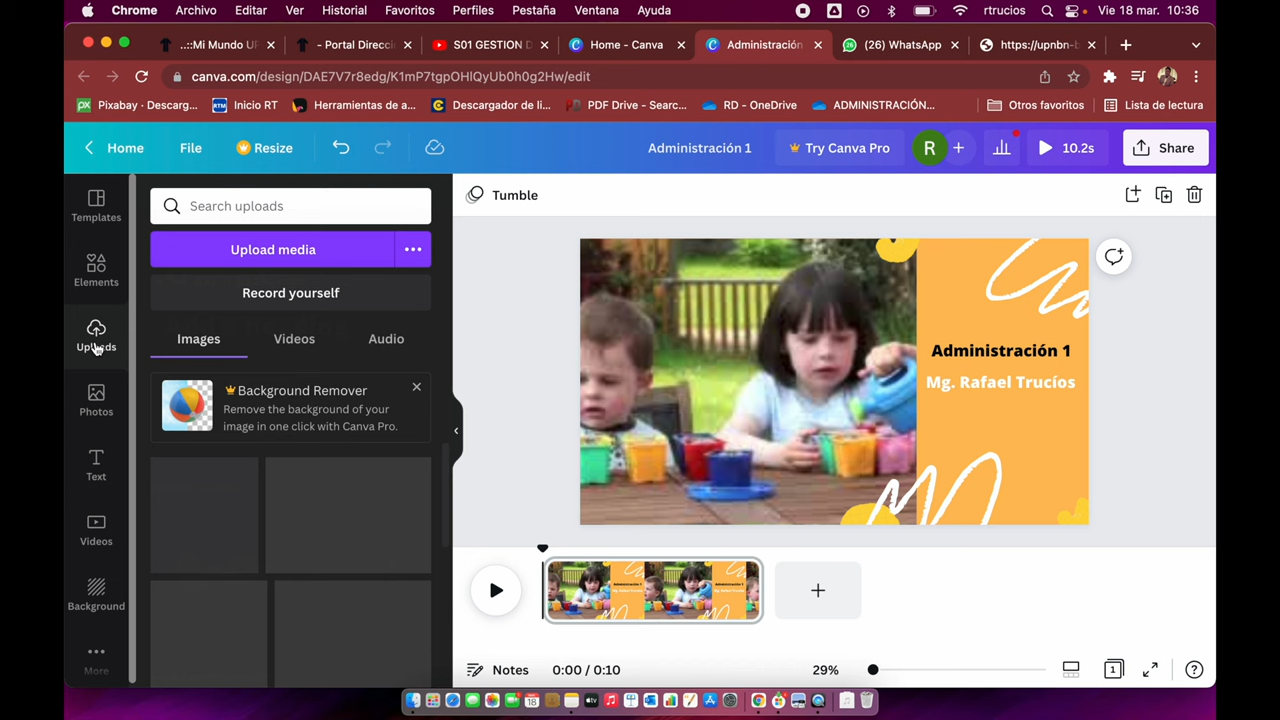 Chrome Archivo Editar Ver Historial Favoritos Perfiles Pestaña Ventana Ayuda rtrucios Vie 18 mar. 10:36
..::Mi Mundo UP - Portal Direcci S01 GESTION D Home - Canva Administración (26) WhatsApp https://upnbn-b
canva.com/design/DAE7V7r8edg/K1mP7tgpOHlQyUb0h0g2Hw/edit
Pixabay · Descarg... Inicio RT Herramientas de a... Descargador de li... PDF Drive - Searc... RD - OneDrive ADMINISTRACIÓN... Otros favoritos Lista de lectura
Home File Resize Administración 1 Try Canva Pro R 10.2s Share
Templates
Elements
Uploads
Photos
Text
Videos
Background
More
Search uploads
Upload media
Record yourself
Images Videos Audio
Background Remover
Remove the background of your
image in one click with Canva Pro.
Tumble
Administración 1
Mg. Rafael Trucíos
Notes 0:00 / 0:10 29% 1